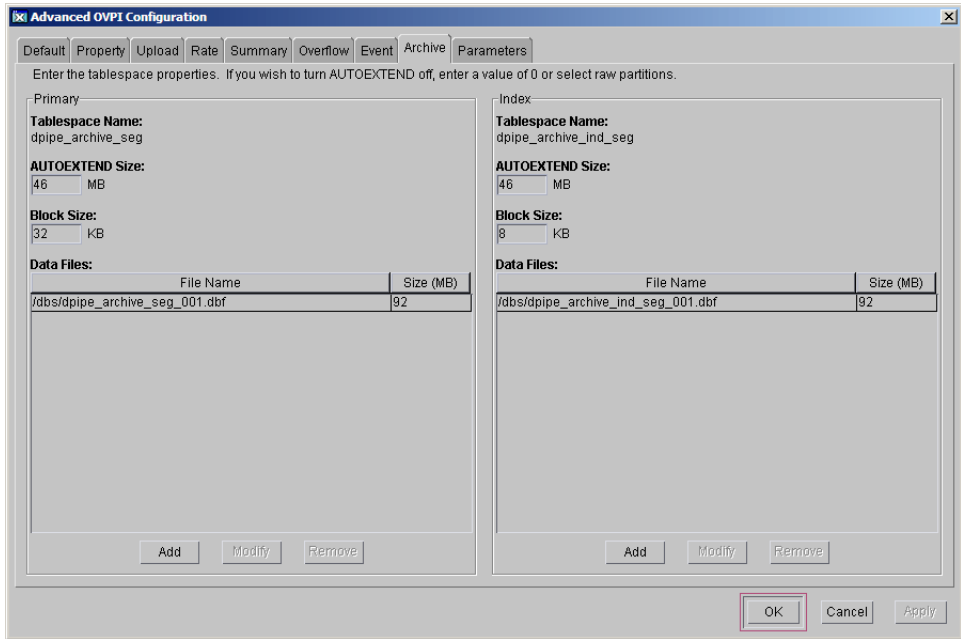 Advanced OVPI Configuration
Default Property Upload Rate Summary Overflow Event Archive Parameters
Enter the tablespace properties. If you wish to turn AUTOEXTEND off, enter a value of 0 or select raw partitions.
Primary
Tablespace Name:
dpipe_archive_seg
AUTOEXTEND Size:
46 MB
Block Size:
32 KB
Data Files:
File Name Size (MB)
/dbs/dpipe_archive_seg_001.dbf 92
Add Modify Remove
Index
Tablespace Name:
dpipe_archive_ind_seg
AUTOEXTEND Size:
46 MB
Block Size:
8 KB
Data Files:
File Name Size (MB)
/dbs/dpipe_archive_ind_seg_001.dbf 92
Add Modify Remove
OK Cancel Apply